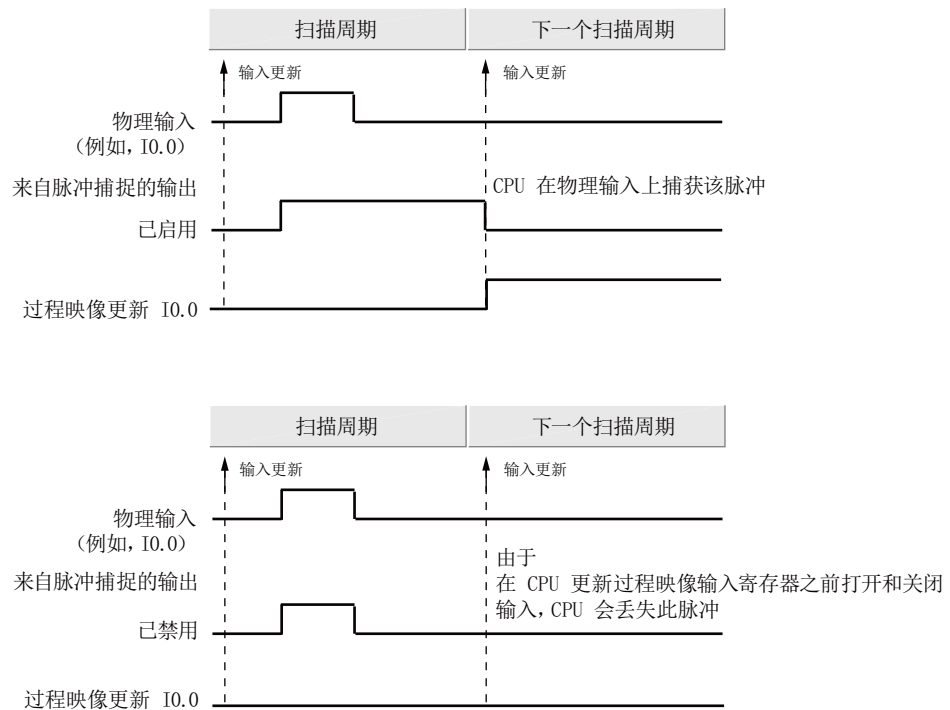 扫描周期 下一个扫描周期
输入更新 输入更新
物理输入
(例如, I0.0)
来自脉冲捕捉的输出
CPU 在物理输入上捕获该脉冲
已启用
过程映像更新 I0.0
扫描周期 下一个扫描周期
输入更新 输入更新
物理输入
(例如, I0.0)
由于
来自脉冲捕捉的输出
在 CPU 更新过程映像输入寄存器之前打开和关闭
输入, CPU 会丢失此脉冲
已禁用
过程映像更新 I0.0